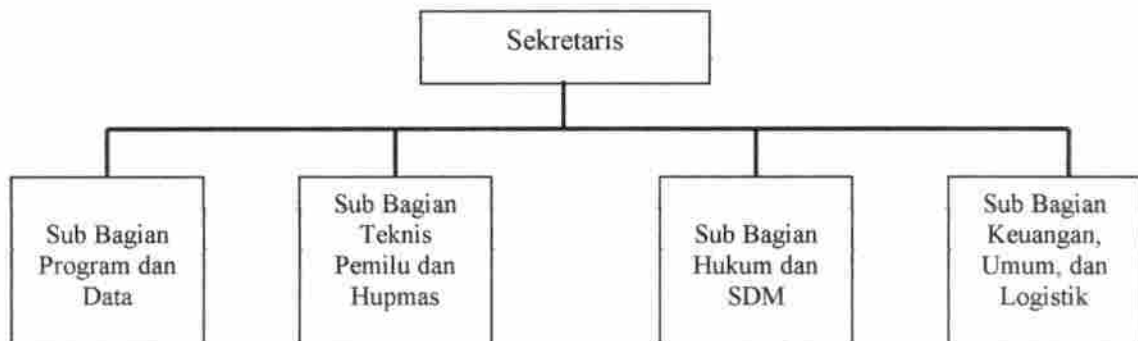 Sekretaris
Sub Bagian
Program dan
Data
Sub Bagian
Teknis
Pemilu dan
Hupmas
Sub Bagian
Hukum dan
SDM
Sub Bagian
Keuangan,
Umum, dan
Logistik